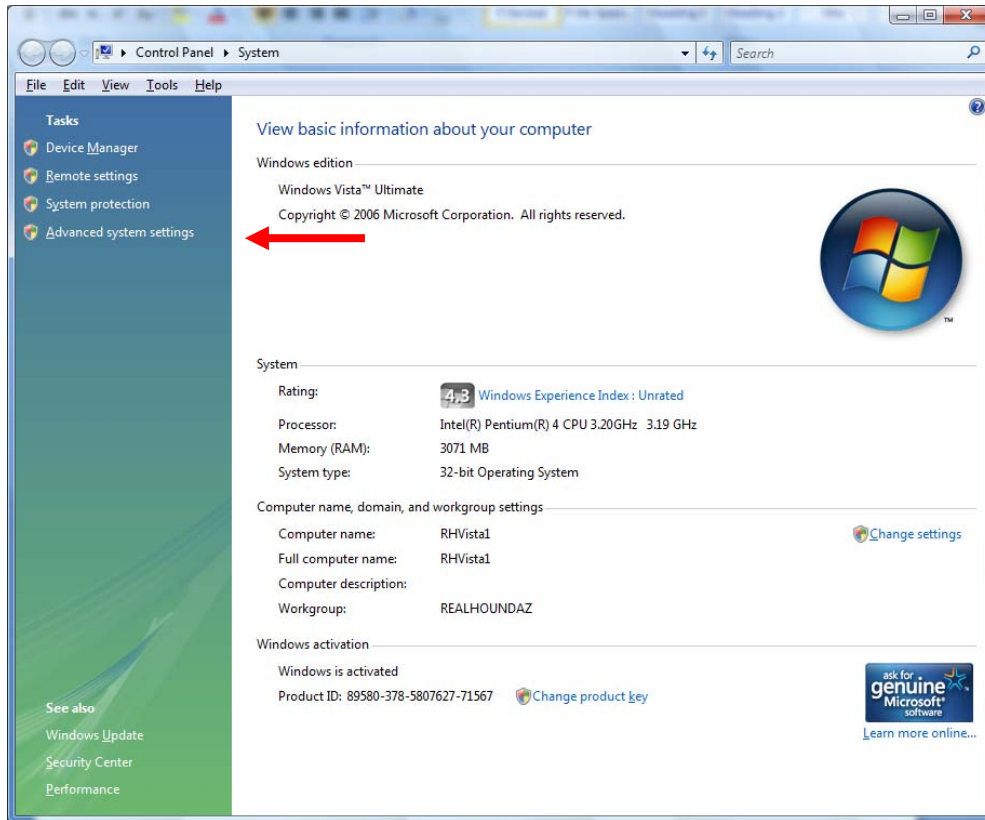 Control Panel System
Search
File Edit View Tools Help
Tasks
Device Manager
Remote settings
System protection
Advanced system settings
View basic information about your computer
Windows edition
Windows Vista™ Ultimate
Copyright © 2006 Microsoft Corporation. All rights reserved.
TM
System
Rating: 4,3 Windows Experience Index : Unrated
Processor: Intel(R) Pentium(R) 4 CPU 3.20GHz 3.19 GHz
Memory (RAM): 3071 MB
System type: 32-bit Operating System
Computer name, domain, and workgroup settings
Computer name: RHVista1
Change settings
Full computer name: RHVista1
Computer description:
Workgroup: REALHOUNDAZ
Windows activation
Windows is activated
Product ID: 89580-378-5807627-71567 Change product key
ask for
genuine
Microsoft®
software
Learn more online...
See also
Windows Update
Security Center
Performance